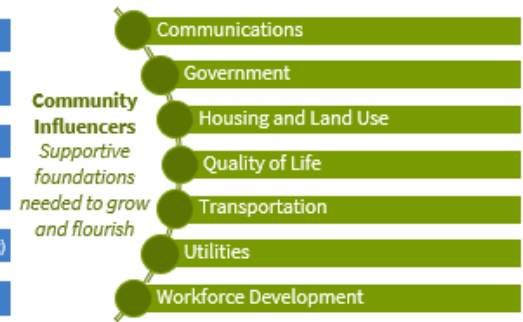 Communications
Government
Community
Influencers
Supportive
foundations
needed to grow
and flourish
Housing and Land Use
Quality of Life
Transportation
Utilities
Workforce Development
)